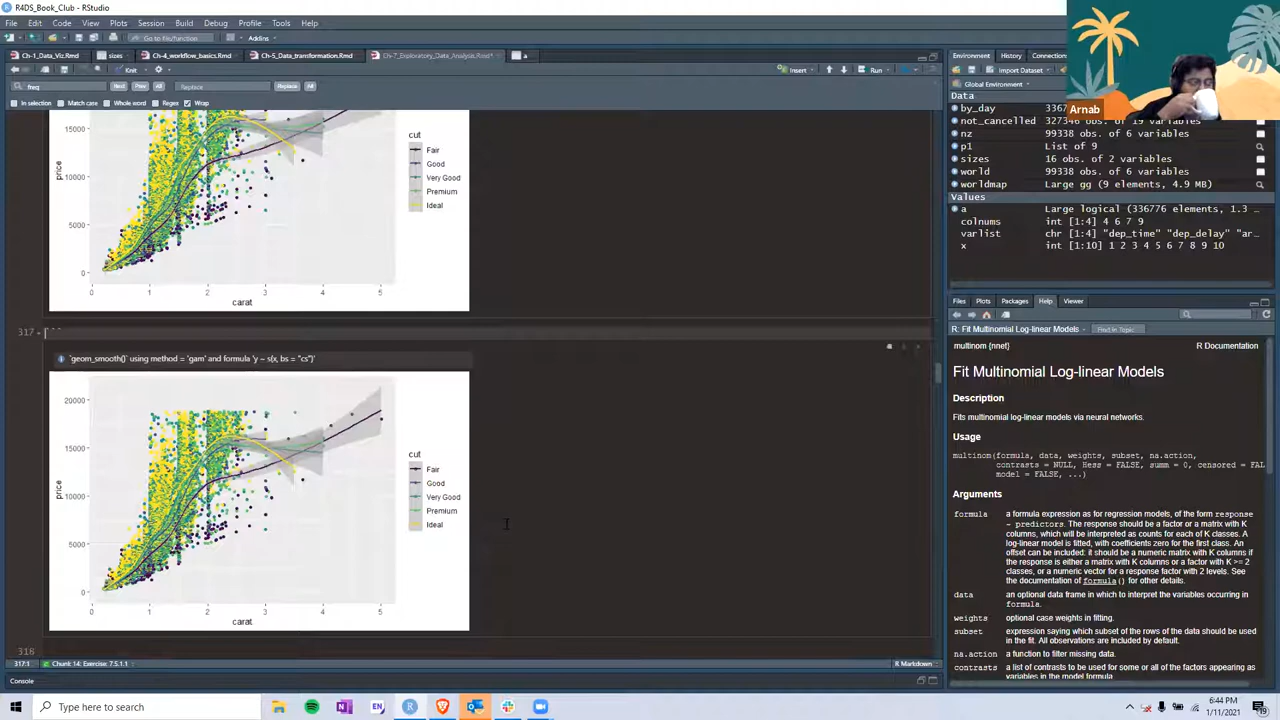 R4DS_Book_Club - RStudio
File Edit Code View Plots Session Build Debug Profile Tools Help
Go to file/function Addins
Ch-1_Data_Viz.Rmd sizes Ch-4_workflow_basics.Rmd Ch-5_Data_transformation.Rmd Ch-7_Exploratory_Data_Analysis.Rmd* a
Knit Insert Run
freq Next Prev All Replace Replace All
In selection Match case Whole word Regex Wrap
15000
10000
5000
0
price
0 1 2 3 4 5
carat
cut
Fair
Good
Very Good
Premium
Ideal
317 ```
`geom_smooth()` using method = 'gam' and formula 'y ~ s(x, bs = "cs")'
20000
15000
10000
5000
0
price
0 1 2 3 4 5
carat
cut
Fair
Good
Very Good
Premium
Ideal
318
317:1 Chunk 14: Exercise: 7.5.1.1 R Markdown
Console
Environment History Connections
Import Dataset
Global Environment
Data
by_day
not_cancelled 327346 obs. of 19 variables
nz 99338 obs. of 6 variables
p1 List of 9
sizes 16 obs. of 2 variables
world 99338 obs. of 6 variables
worldmap Large gg (9 elements, 4.9 MB)
Values
a Large logical (336776 elements, 1.3 …
colnums int [1:4] 4 6 7 9
varlist chr [1:4] "dep_time" "dep_delay" "ar…
x int [1:10] 1 2 3 4 5 6 7 8 9 10
Arnab
Files Plots Packages Help Viewer
R: Fit Multinomial Log-linear Models Find in Topic
multinom {nnet} R Documentation
Fit Multinomial Log-linear Models
Description
Fits multinomial log-linear models via neural networks.
Usage
multinom(formula, data, weights, subset, na.action,
contrasts = NULL, Hess = FALSE, summ = 0, censored = FAL
model = FALSE, ...)
Arguments
formula a formula expression as for regression models, of the form response
~ predictors. The response should be a factor or a matrix with K
columns, which will be interpreted as counts for each of K classes. A
log-linear model is fitted, with coefficients zero for the first class. An
offset can be included: it should be a numeric matrix with K columns if
the response is either a matrix with K columns or a factor with K >= 2
classes, or a numeric vector for a response factor with 2 levels. See
the documentation of formula() for other details.
data an optional data frame in which to interpret the variables occurring in
formula.
weights optional case weights in fitting.
subset expression saying which subset of the rows of the data should be used
in the fit. All observations are included by default.
na.action a function to filter missing data.
contrasts a list of contrasts to be used for some or all of the factors appearing as
variables in the model formula.
Type here to search
EN
6:44 PM
1/11/2021
19